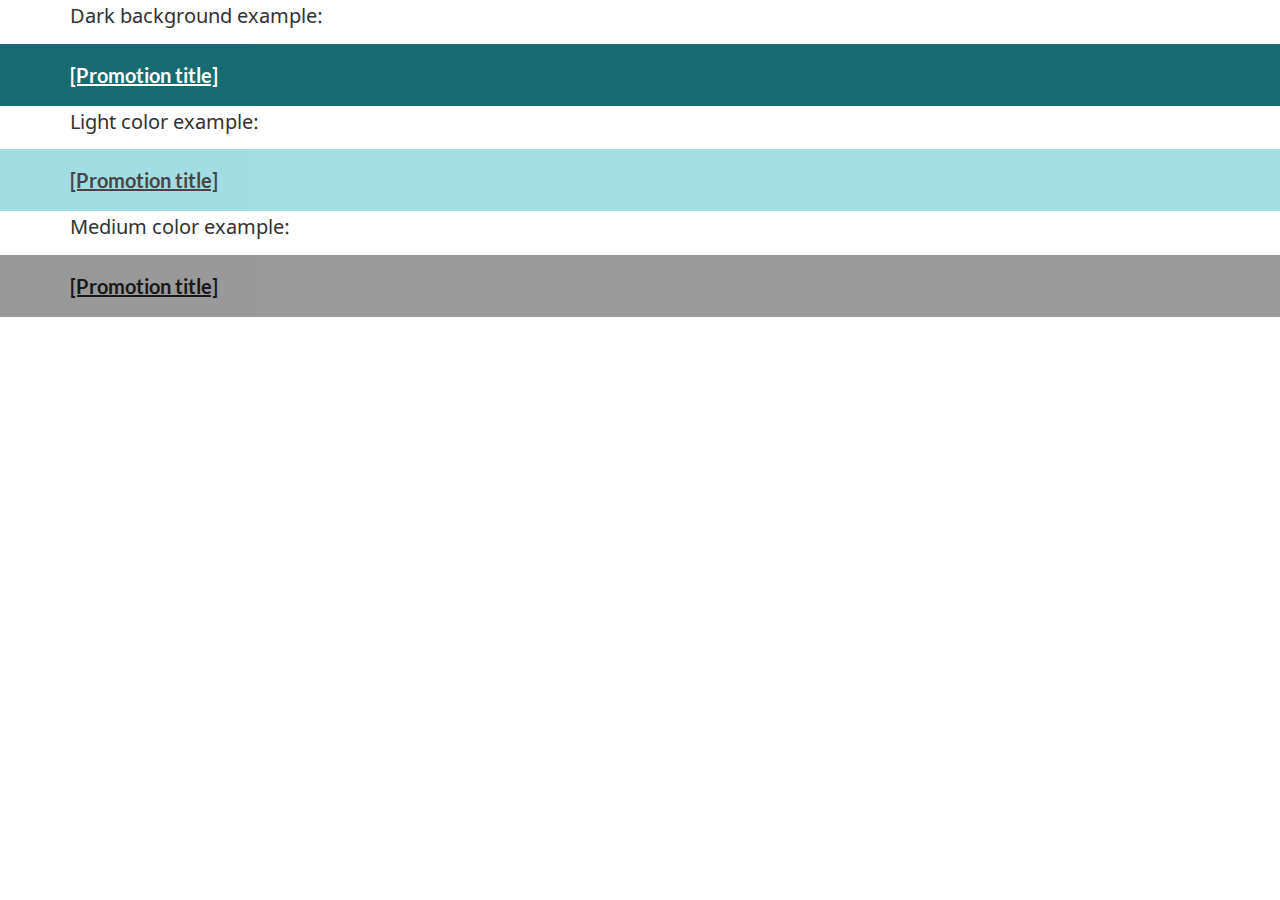 Dark background example:
[Promotion title]
Light color example:
[Promotion title]
Medium color example:
[Promotion title]